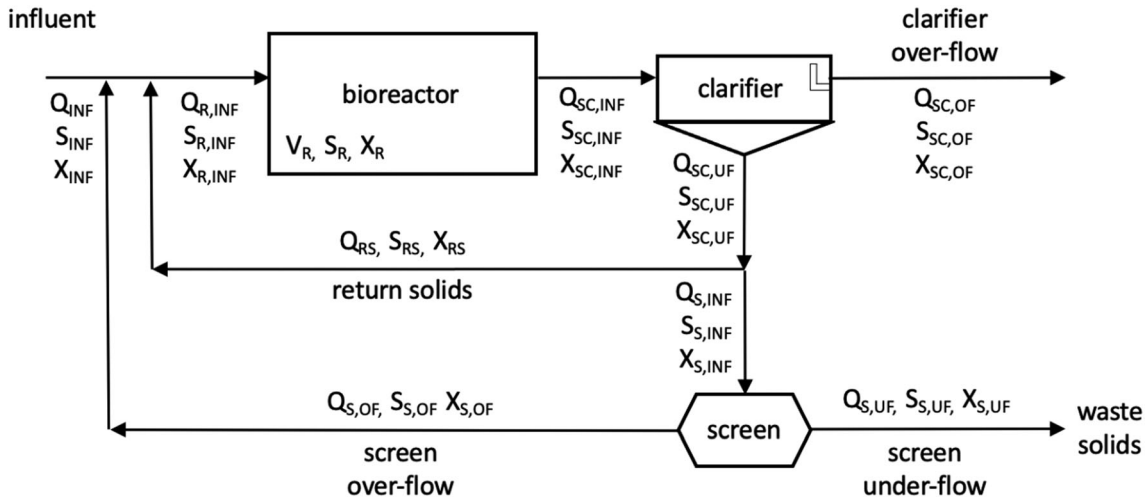 influent
clarifier
over-flow
bioreactor
clarifier
Q_INF
S_INF
X_INF
Q_R,INF
S_R,INF
X_R,INF
V_R, S_R, X_R
Q_SC,INF
S_SC,INF
X_SC,INF
Q_SC,OF
S_SC,OF
X_SC,OF
Q_SC,UF
S_SC,UF
X_SC,UF
Q_RS, S_RS, X_RS
return solids
Q_S,INF
S_S,INF
X_S,INF
Q_S,OF, S_S,OF X_S,OF
screen
over-flow
screen
Q_S,UF, S_S,UF, X_S,UF
screen
under-flow
waste
solids